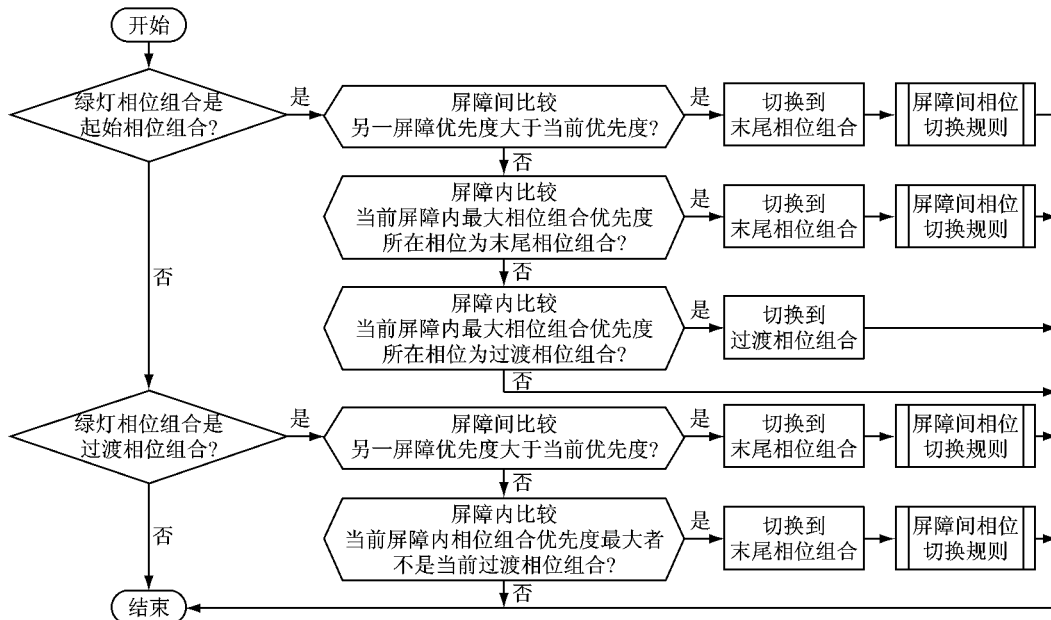 开始
绿灯相位组合是
起始相位组合?
是
屏障间比较
另一屏障优先度大于当前优先度?
是
切换到
末尾相位组合
屏障间相位
切换规则
否
屏障内比较
当前屏障内最大相位组合优先度
所在相位为末尾相位组合?
是
切换到
末尾相位组合
屏障间相位
切换规则
否
否
屏障内比较
当前屏障内最大相位组合优先度
所在相位为过渡相位组合?
是
切换到
过渡相位组合
否
绿灯相位组合是
过渡相位组合?
是
屏障间比较
另一屏障优先度大于当前优先度?
是
切换到
末尾相位组合
屏障间相位
切换规则
否
否
屏障内比较
当前屏障内相位组合优先度最大者
不是当前过渡相位组合?
是
切换到
末尾相位组合
屏障间相位
切换规则
否
结束